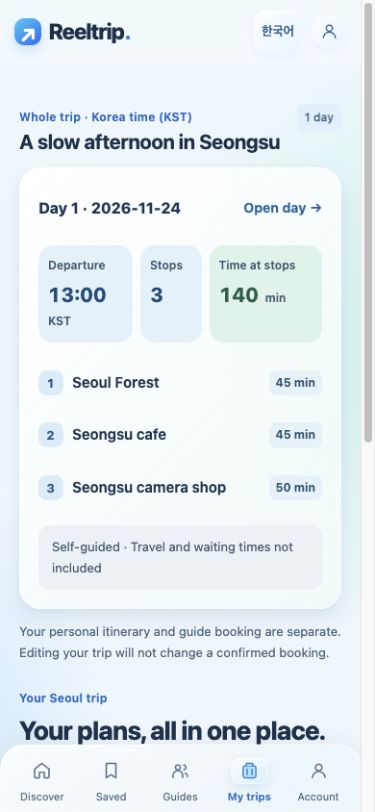 Reeltrip.
한국어
Whole trip · Korea time (KST)
1 day
A slow afternoon in Seongsu
Day 1 · 2026-11-24
Open day →
Departure
13:00
KST
Stops
3
Time at stops
140 min
1 Seoul Forest 45 min
2 Seongsu cafe 45 min
3 Seongsu camera shop 50 min
Self-guided · Travel and waiting times not
included
Your personal itinerary and guide booking are separate.
Editing your trip will not change a confirmed booking.
Your Seoul trip
Your plans, all in one place.
Discover
Saved
Guides
My trips
Account